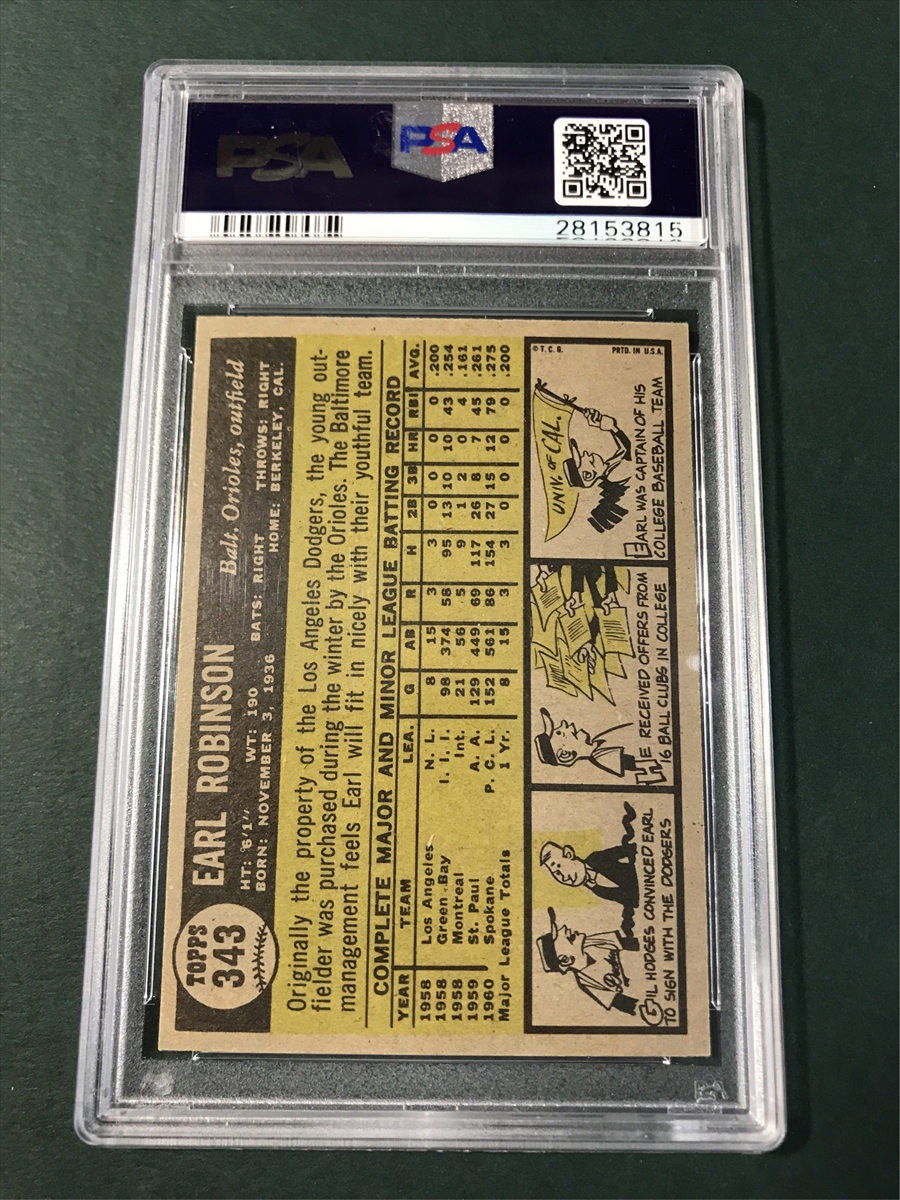 PSA
PSA
28153815
TOPPS
343
EARL ROBINSON
Balt. Orioles, outfield
HT: 6'1" WT: 190 BATS: RIGHT THROWS: RIGHT
BORN: NOVEMBER 3, 1936 HOME: BERKELEY, CAL.
Originally the property of the Los Angeles Dodgers, the young out-
fielder was purchased during the winter by the Orioles. The Baltimore
management feels Earl will fit in nicely with their youthful team.
COMPLETE MAJOR AND MINOR LEAGUE BATTING RECORD
YEAR TEAM LEA. G AB R H 2B 3B HR RBI AVG.
1958 Los Angeles N. L. 8 15 3 3 0 0 0 0 .200
1958 Green Bay I. I. I. 98 374 58 95 13 10 10 43 .254
1958 Montreal Int. 21 56 5 9 1 2 0 4 .161
1959 St. Paul A. A. 129 449 69 117 26 8 7 45 .261
1960 Spokane P. C. L. 152 561 86 154 27 15 12 79 .275
Major League Totals 1 Yr. 8 15 3 3 0 0 0 0 .200
Dodgers
GIL HODGES CONVINCED EARL
TO SIGN WITH THE DODGERS
C
HE RECEIVED OFFERS FROM
16 BALL CLUBS IN COLLEGE
© T. C. G. PRTD. IN U.S.A.
UNIV. OF CAL.
C
EARL WAS CAPTAIN OF HIS
COLLEGE BASEBALL TEAM